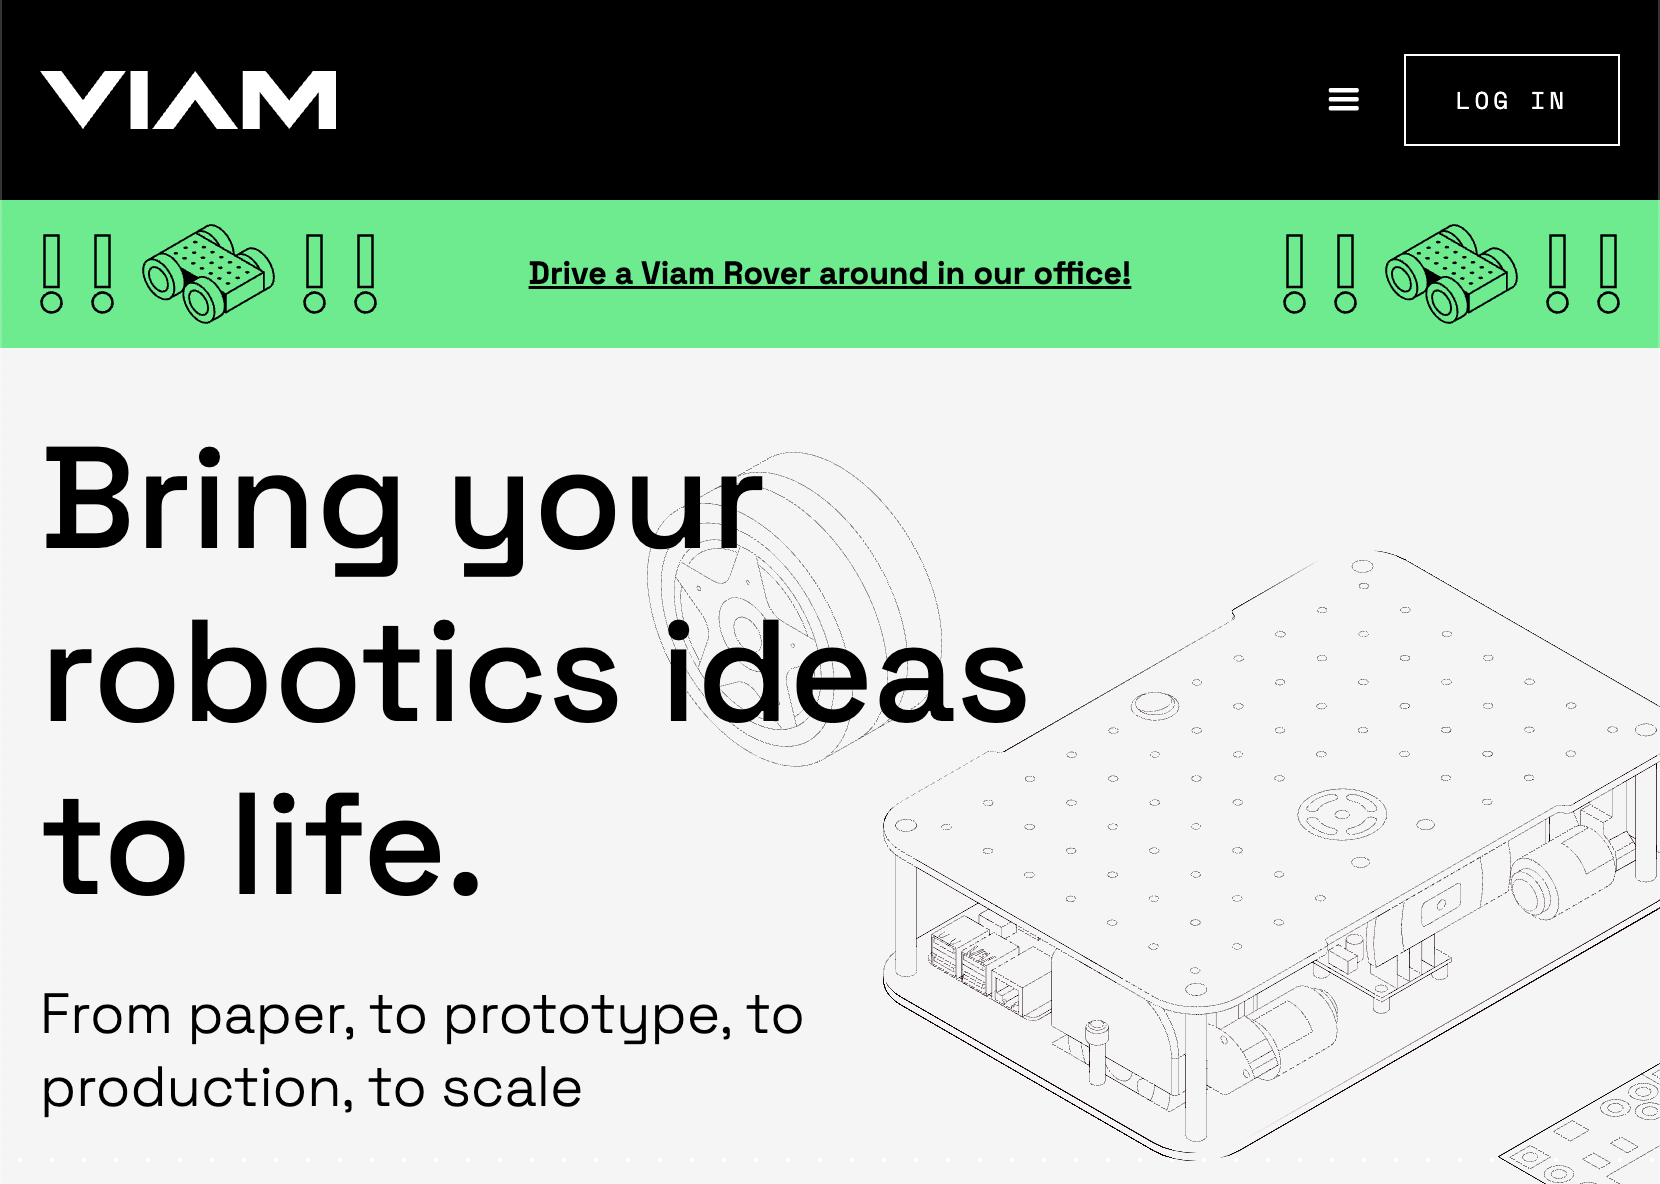 VIAM
LOG IN
Drive a Viam Rover around in our office!
Bring your
robotics ideas
to life.
From paper, to prototype, to
production, to scale